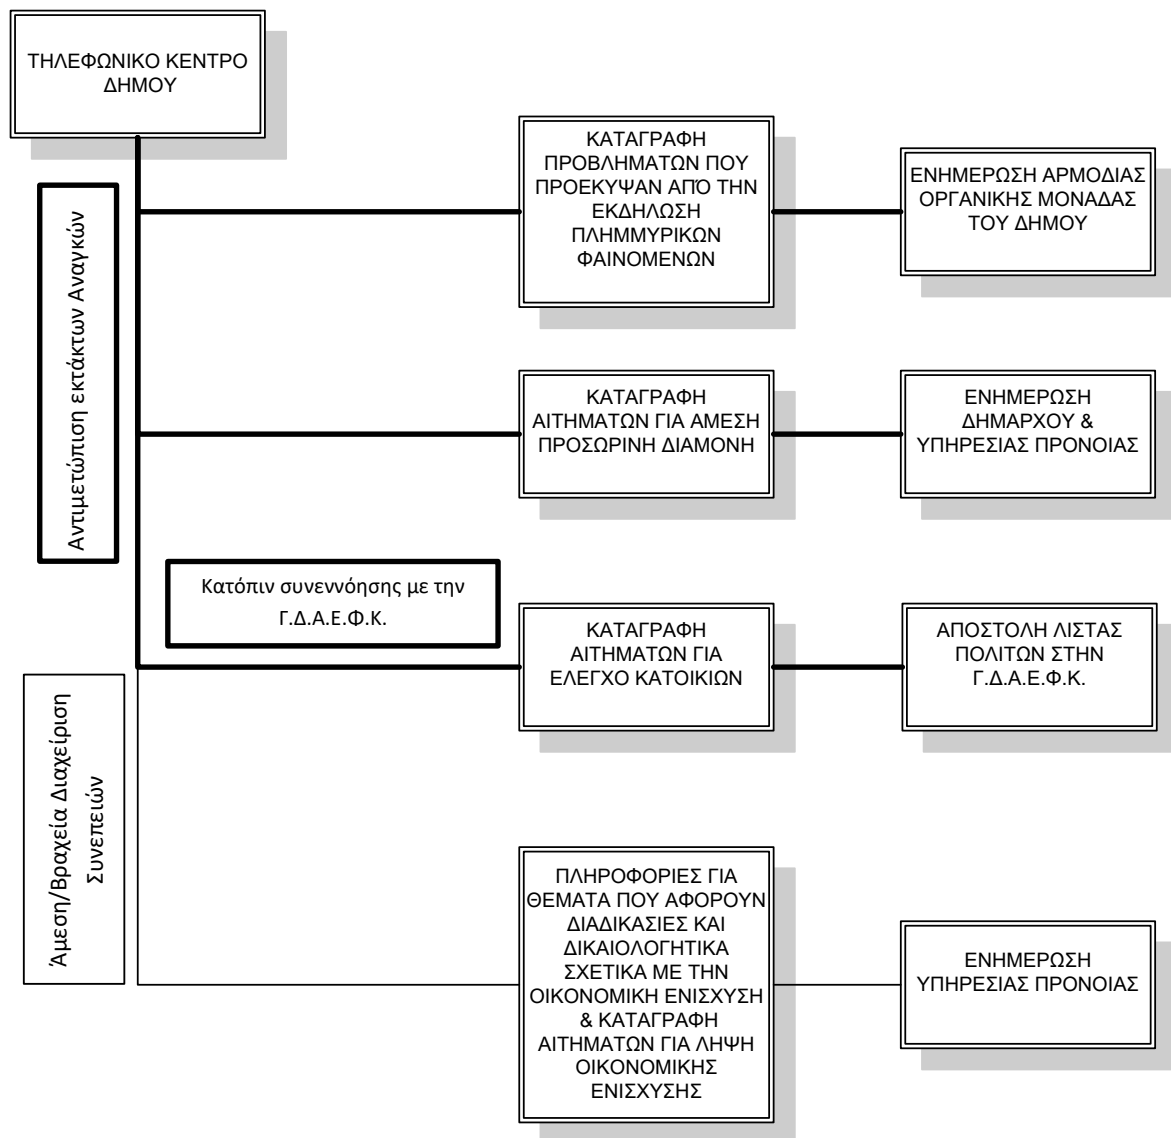 ΤΗΛΕΦΩΝΙΚΟ ΚΕΝΤΡΟ
ΔΗΜΟΥ
Αντιμετώπιση εκτάκτων Αναγκών
ΚΑΤΑΓΡΑΦΗ
ΠΡΟΒΛΗΜΑΤΩΝ ΠΟΥ
ΠΡΟΕΚΥΨΑΝ ΑΠΌ ΤΗΝ
ΕΚΔΗΛΩΣΗ
ΠΛΗΜΜΥΡΙΚΩΝ
ΦΑΙΝΟΜΕΝΩΝ
ΕΝΗΜΕΡΩΣΗ ΑΡΜΟΔΙΑΣ
ΟΡΓΑΝΙΚΗΣ ΜΟΝΑΔΑΣ
ΤΟΥ ΔΗΜΟΥ
ΚΑΤΑΓΡΑΦΗ
ΑΙΤΗΜΑΤΩΝ ΓΙΑ ΑΜΕΣΗ
ΠΡΟΣΩΡΙΝΗ ΔΙΑΜΟΝΗ
ΕΝΗΜΕΡΩΣΗ
ΔΗΜΑΡΧΟΥ &
ΥΠΗΡΕΣΙΑΣ ΠΡΟΝΟΙΑΣ
Κατόπιν συνεννόησης με την
Γ.Δ.Α.Ε.Φ.Κ.
ΚΑΤΑΓΡΑΦΗ
ΑΙΤΗΜΑΤΩΝ ΓΙΑ
ΕΛΕΓΧΟ ΚΑΤΟΙΚΙΩΝ
ΑΠΟΣΤΟΛΗ ΛΙΣΤΑΣ
ΠΟΛΙΤΩΝ ΣΤΗΝ
Γ.Δ.Α.Ε.Φ.Κ.
Άμεση/Βραχεία Διαχείριση
Συνεπειών
ΠΛΗΡΟΦΟΡΙΕΣ ΓΙΑ
ΘΕΜΑΤΑ ΠΟΥ ΑΦΟΡΟΥΝ
ΔΙΑΔΙΚΑΣΙΕΣ ΚΑΙ
ΔΙΚΑΙΟΛΟΓΗΤΙΚΑ
ΣΧΕΤΙΚΑ ΜΕ ΤΗΝ
ΟΙΚΟΝΟΜΙΚΗ ΕΝΙΣΧΥΣΗ
& ΚΑΤΑΓΡΑΦΗ
ΑΙΤΗΜΑΤΩΝ ΓΙΑ ΛΗΨΗ
ΟΙΚΟΝΟΜΙΚΗΣ
ΕΝΙΣΧΥΣΗΣ
ΕΝΗΜΕΡΩΣΗ
ΥΠΗΡΕΣΙΑΣ ΠΡΟΝΟΙΑΣ